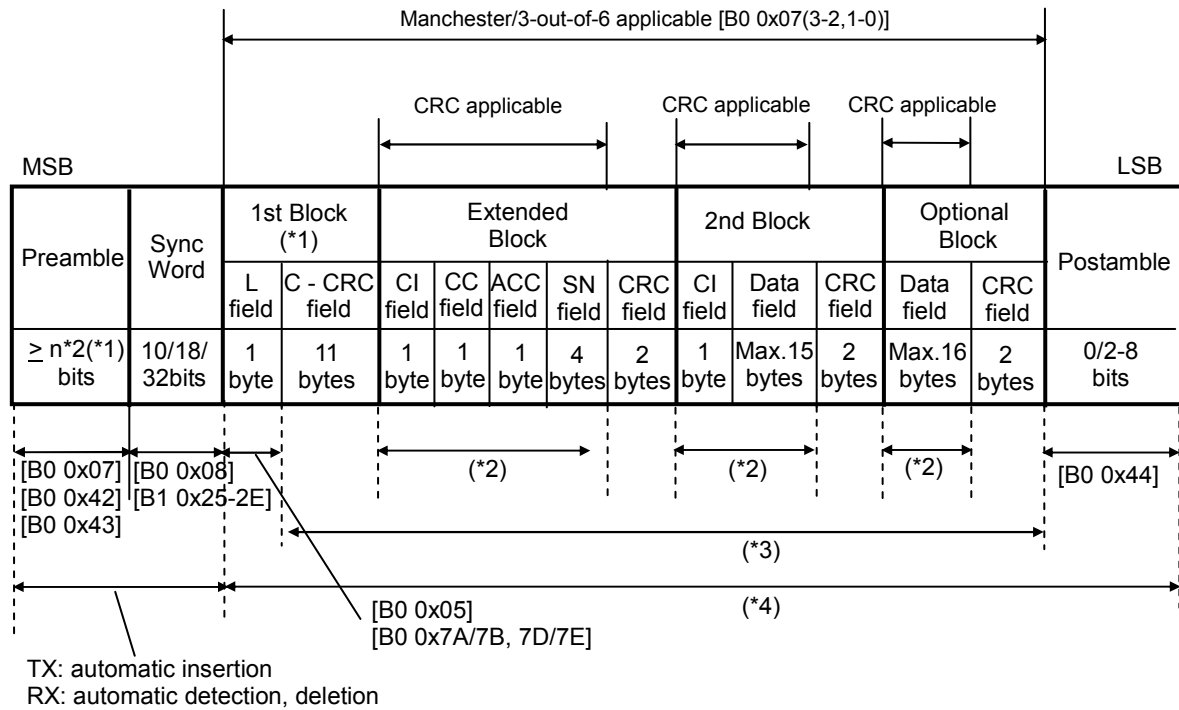 Manchester/3-out-of-6 applicable [B0 0x07(3-2,1-0)]
CRC applicable CRC applicable CRC applicable
MSB LSB
Preamble Sync Word 1st Block (*1) Extended Block 2nd Block Optional Block Postamble
L field C - CRC field CI field CC field ACC field SN field CRC field CI field Data field CRC field Data field CRC field
≥ n*2(*1) bits 10/18/ 32bits 1 byte 11 bytes 1 byte 1 byte 1 byte 4 bytes 2 bytes 1 byte Max.15 bytes 2 bytes Max.16 bytes 2 bytes 0/2-8 bits
(*2) (*2) (*2)
[B0 0x07] [B0 0x08] [B0 0x44]
[B0 0x42] [B1 0x25-2E]
[B0 0x43]
(*3)
(*4)
[B0 0x05]
[B0 0x7A/7B, 7D/7E]
TX: automatic insertion
RX: automatic detection, deletion